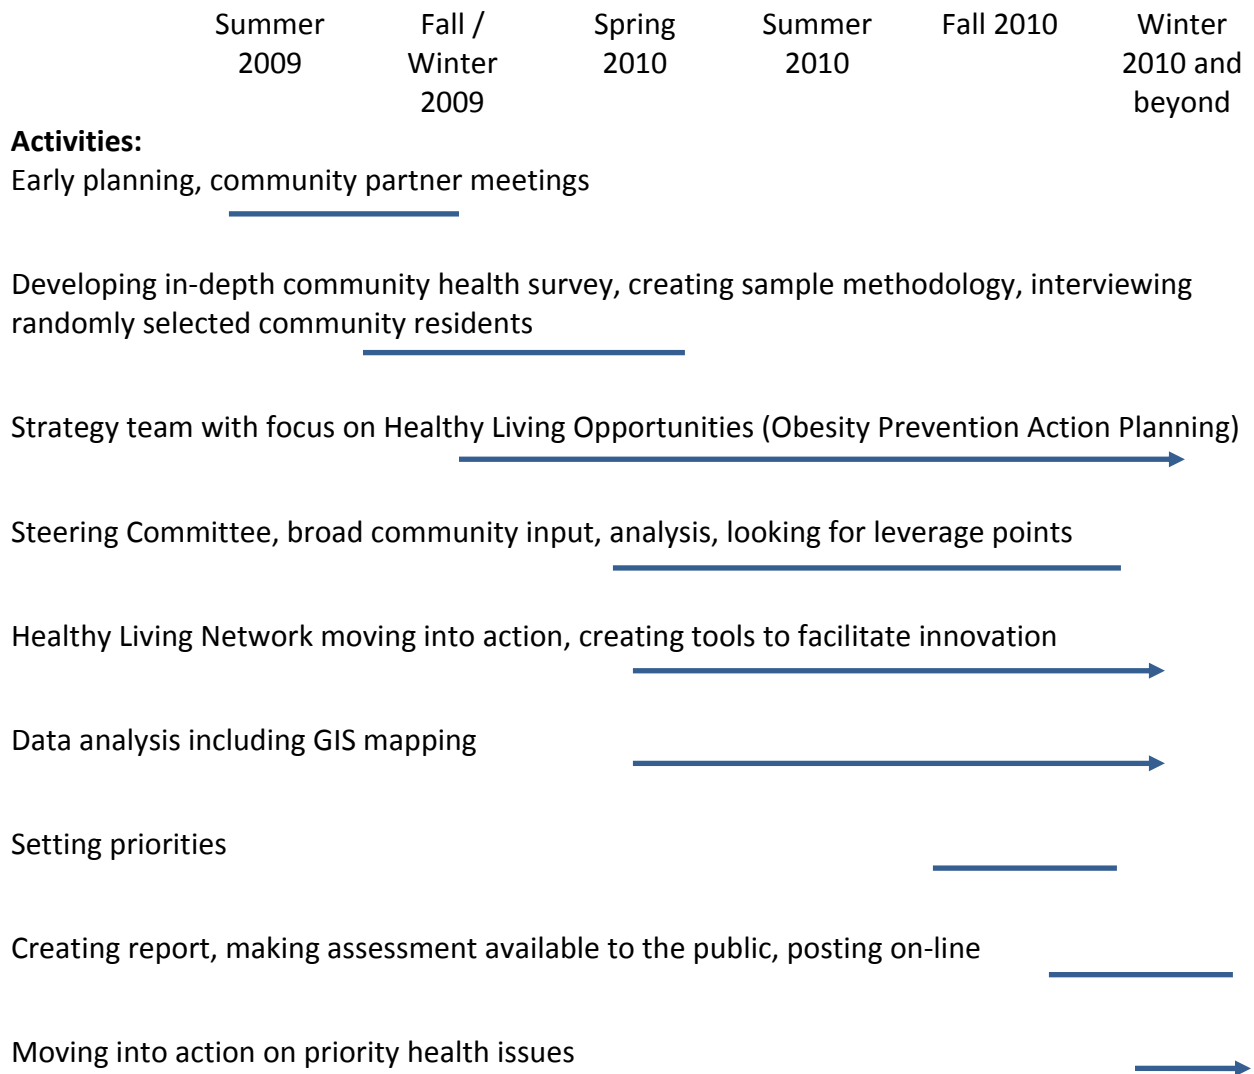 Summer Fall / Spring Summer Fall 2010 Winter
2009 Winter 2010 2010 2010 and
2009 beyond
Activities:
Early planning, community partner meetings
Developing in-depth community health survey, creating sample methodology, interviewing
randomly selected community residents
Strategy team with focus on Healthy Living Opportunities (Obesity Prevention Action Planning)
Steering Committee, broad community input, analysis, looking for leverage points
Healthy Living Network moving into action, creating tools to facilitate innovation
Data analysis including GIS mapping
Setting priorities
Creating report, making assessment available to the public, posting on-line
Moving into action on priority health issues